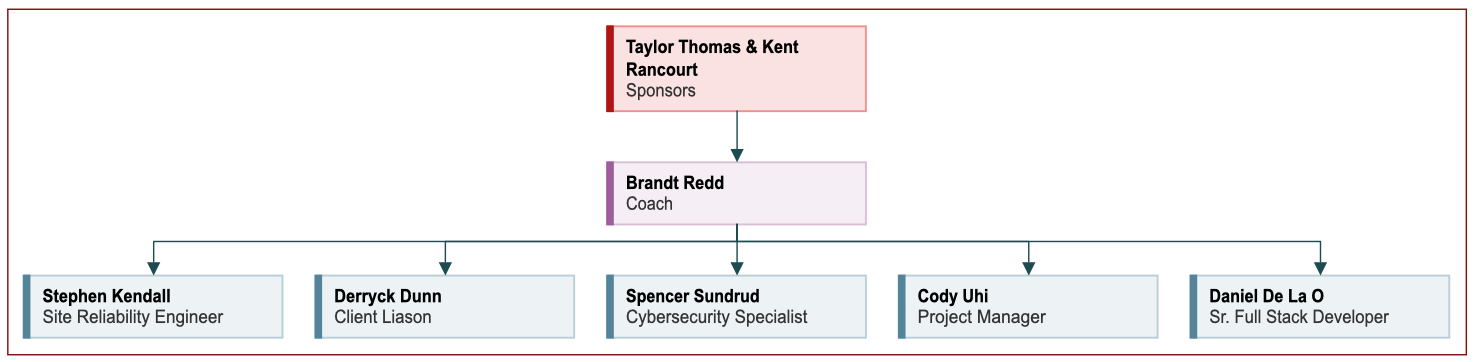 Taylor Thomas & Kent
Rancourt
Sponsors
Brandt Redd
Coach
Stephen Kendall
Site Reliability Engineer
Derryck Dunn
Client Liason
Spencer Sundrud
Cybersecurity Specialist
Cody Uhi
Project Manager
Daniel De La O
Sr. Full Stack Developer